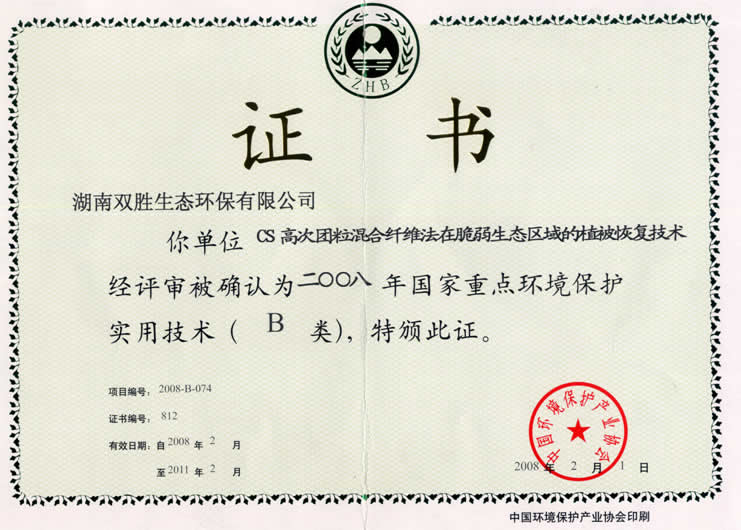 ZHB
证 书
湖南双胜生态环保有限公司
你单位 CS 高次团粒混合纤维法在脆弱生态区域的植被恢复技术
经评审被确认为二〇〇八年国家重点环境保护
实用技术( B 类),特颁此证。
项目编号:2008-B-074
证书编号:812
有效日期:自2008年2月
至2011年2月
中国环境保护产业协会
2008年2月1日
中国环境保护产业协会印刷